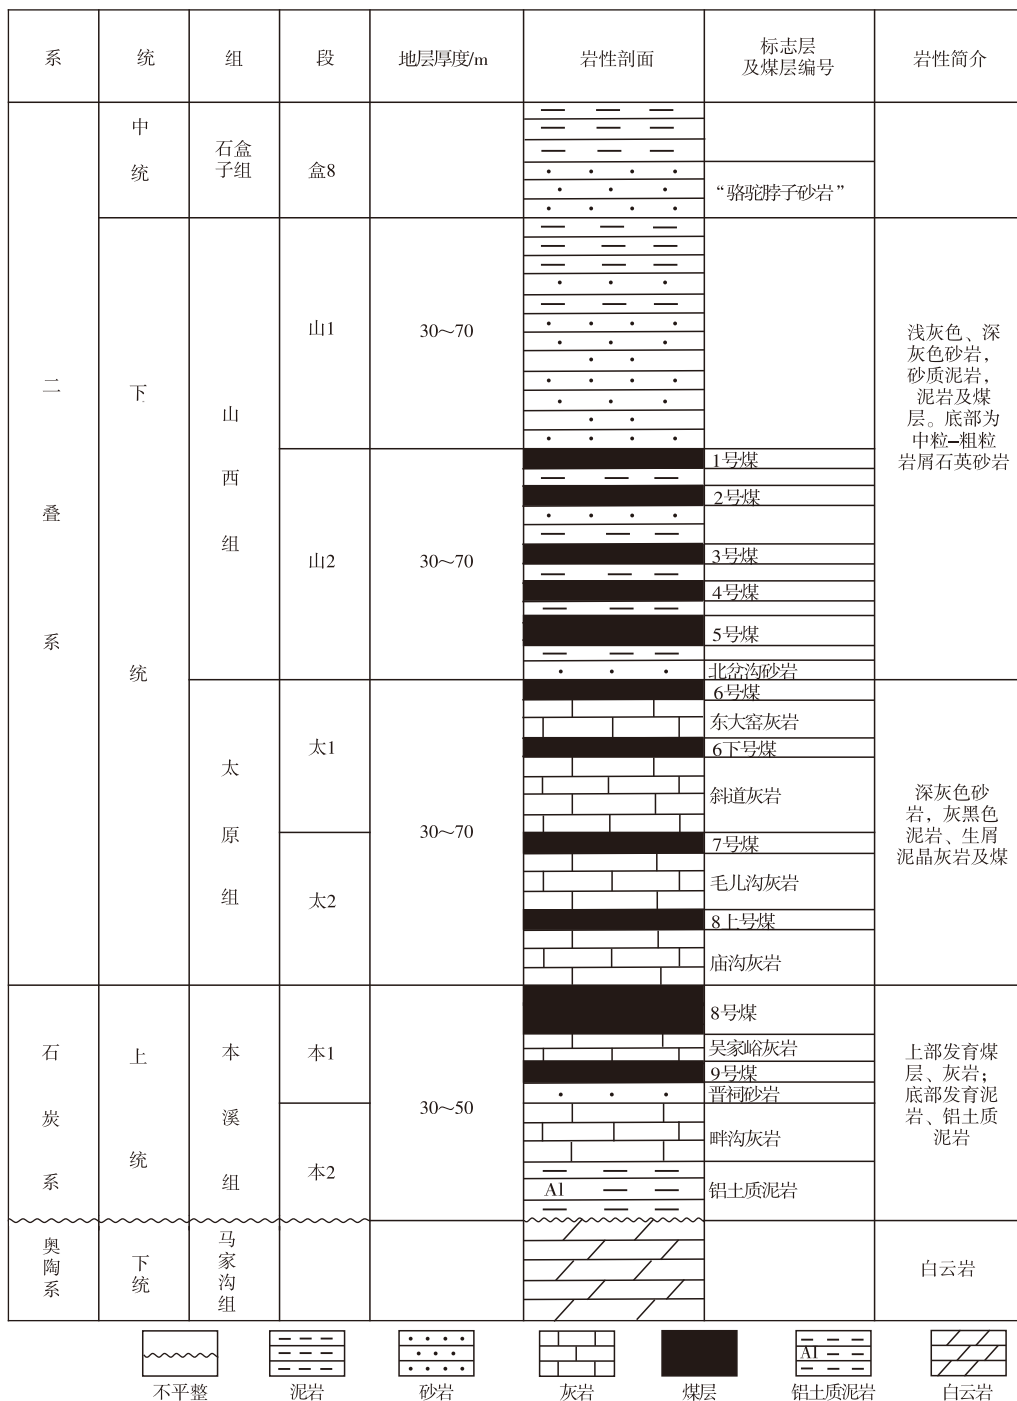 系
统
组
段
地层厚度/m
岩性剖面
标志层
及煤层编号
岩性简介
二
叠
系
中
统
石盒
子组
盒8
“骆驼脖子砂岩”
下
统
山
西
组
山1
30~70
浅灰色、深
灰色砂岩，
砂质泥岩，
泥岩及煤
层。底部为
中粒–粗粒
岩屑石英砂岩
山2
30~70
1号煤
2号煤
3号煤
4号煤
5号煤
北岔沟砂岩
太
原
组
太1
太2
30~70
6号煤
东大窑灰岩
6下号煤
斜道灰岩
7号煤
毛儿沟灰岩
8上号煤
庙沟灰岩
深灰色砂
岩，灰黑色
泥岩、生屑
泥晶灰岩及煤
石
炭
系
上
统
本
溪
组
本1
本2
30~50
8号煤
吴家峪灰岩
9号煤
晋祠砂岩
畔沟灰岩
Al
铝土质泥岩
上部发育煤
层、灰岩；
底部发育泥
岩、铝土质
泥岩
奥
陶
系
下
统
马
家
沟
组
白云岩
Al
不平整
泥岩
砂岩
灰岩
煤层
铝土质泥岩
白云岩